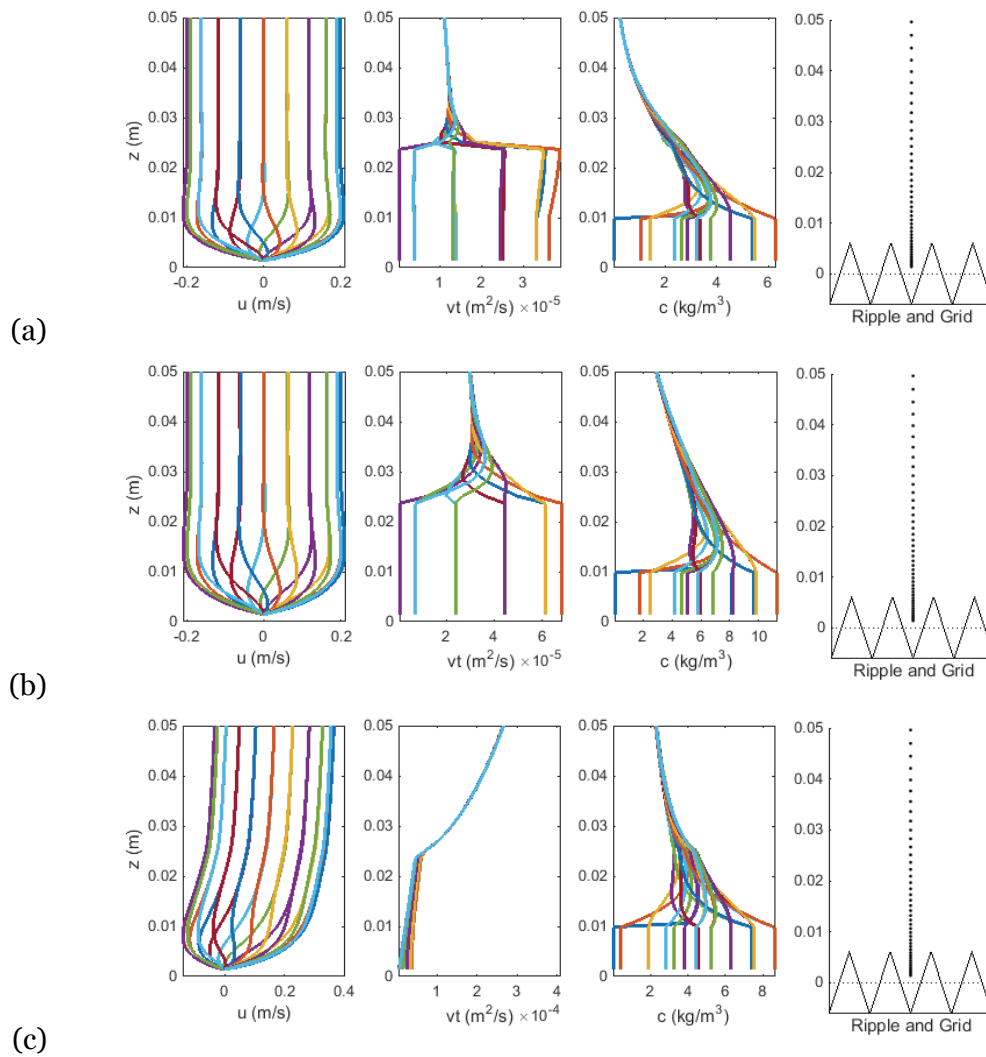 0.05 0.05 0.05 0.05
0.04 0.04 0.04 0.04
0.03 0.03 0.03 0.03
z (m)
0.02 0.02 0.02 0.02
0.01 0.01 0.01 0.01
0 0 0 0
-0.2 0 0.2 1 2 3 0 2 4 6
u (m/s) vt (m²/s) ×10⁻⁵ c (kg/m³) Ripple and Grid
(a)
0.05 0.05 0.05 0.05
0.04 0.04 0.04 0.04
0.03 0.03 0.03 0.03
z (m)
0.02 0.02 0.02 0.02
0.01 0.01 0.01 0.01
0 0 0 0
-0.2 0 0.2 2 4 6 2 4 6 8 10
u (m/s) vt (m²/s) ×10⁻⁵ c (kg/m³) Ripple and Grid
(b)
0.05 0.05 0.05 0.05
0.04 0.04 0.04 0.04
0.03 0.03 0.03 0.03
z (m)
0.02 0.02 0.02 0.02
0.01 0.01 0.01 0.01
0 0 0 0
0 0.2 0.4 1 2 3 4 0 2 4 6 8
u (m/s) vt (m²/s) ×10⁻⁴ c (kg/m³) Ripple and Grid
(c)